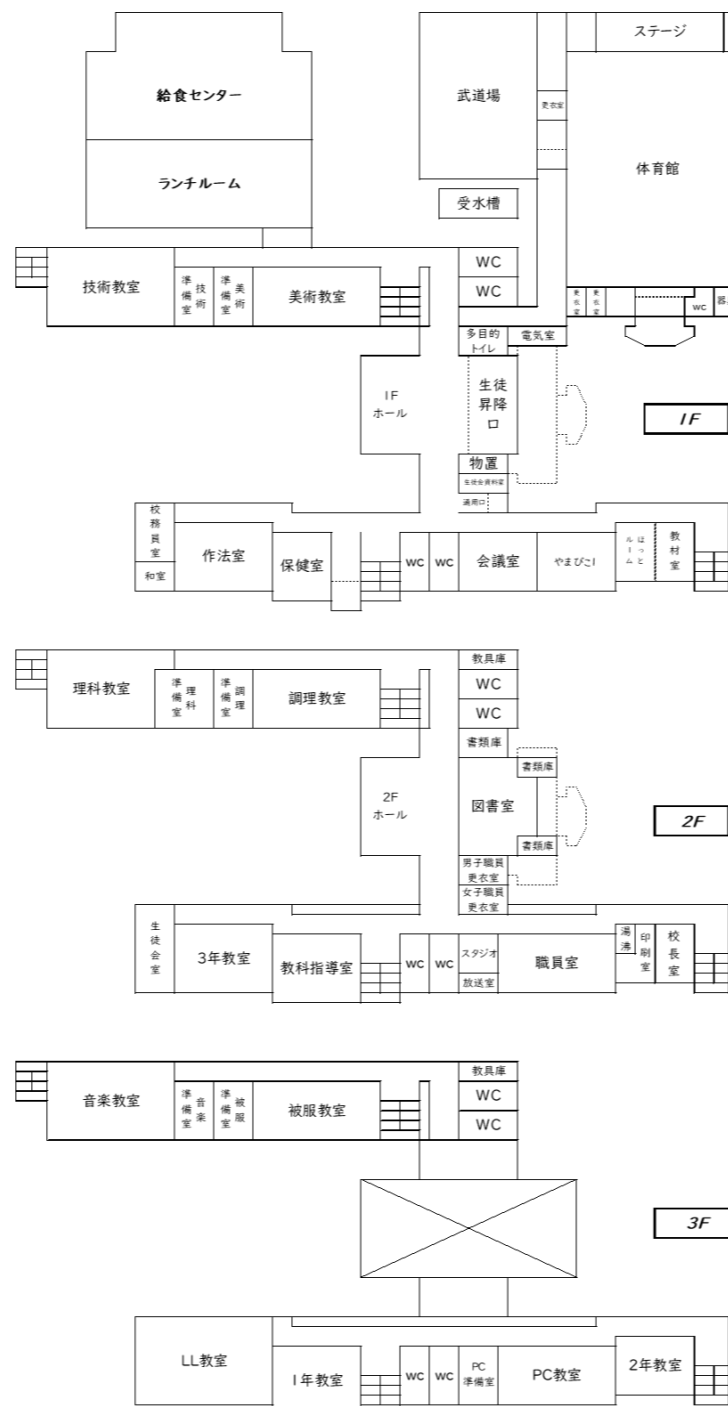 ステージ
給食センター
武道場
更衣室
体育館
ランチルーム
受水槽
WC
WC
技術教室
技術
準備室
美術
準備室
美術教室
更衣室
更衣室
WC
器
多目的
トイレ
電気室
1F
ホール
生徒
昇降
口
1F
物置
生徒会資料室
通用口
校務員室
和室
作法室
保健室
WC
WC
会議室
やまびこ1
ほっと
ルーム
教材室
理科教室
理科
準備室
調理
準備室
調理教室
教具庫
WC
WC
書類庫
書類庫
2F
ホール
図書室
2F
書類庫
男子職員
更衣室
女子職員
更衣室
生徒会室
3年教室
教科指導室
WC
WC
スタジオ
放送室
職員室
湯沸
印刷室
校長室
音楽教室
音楽
準備室
被服
準備室
被服教室
教具庫
WC
WC
3F
LL教室
1年教室
WC
WC
PC
準備室
PC教室
2年教室